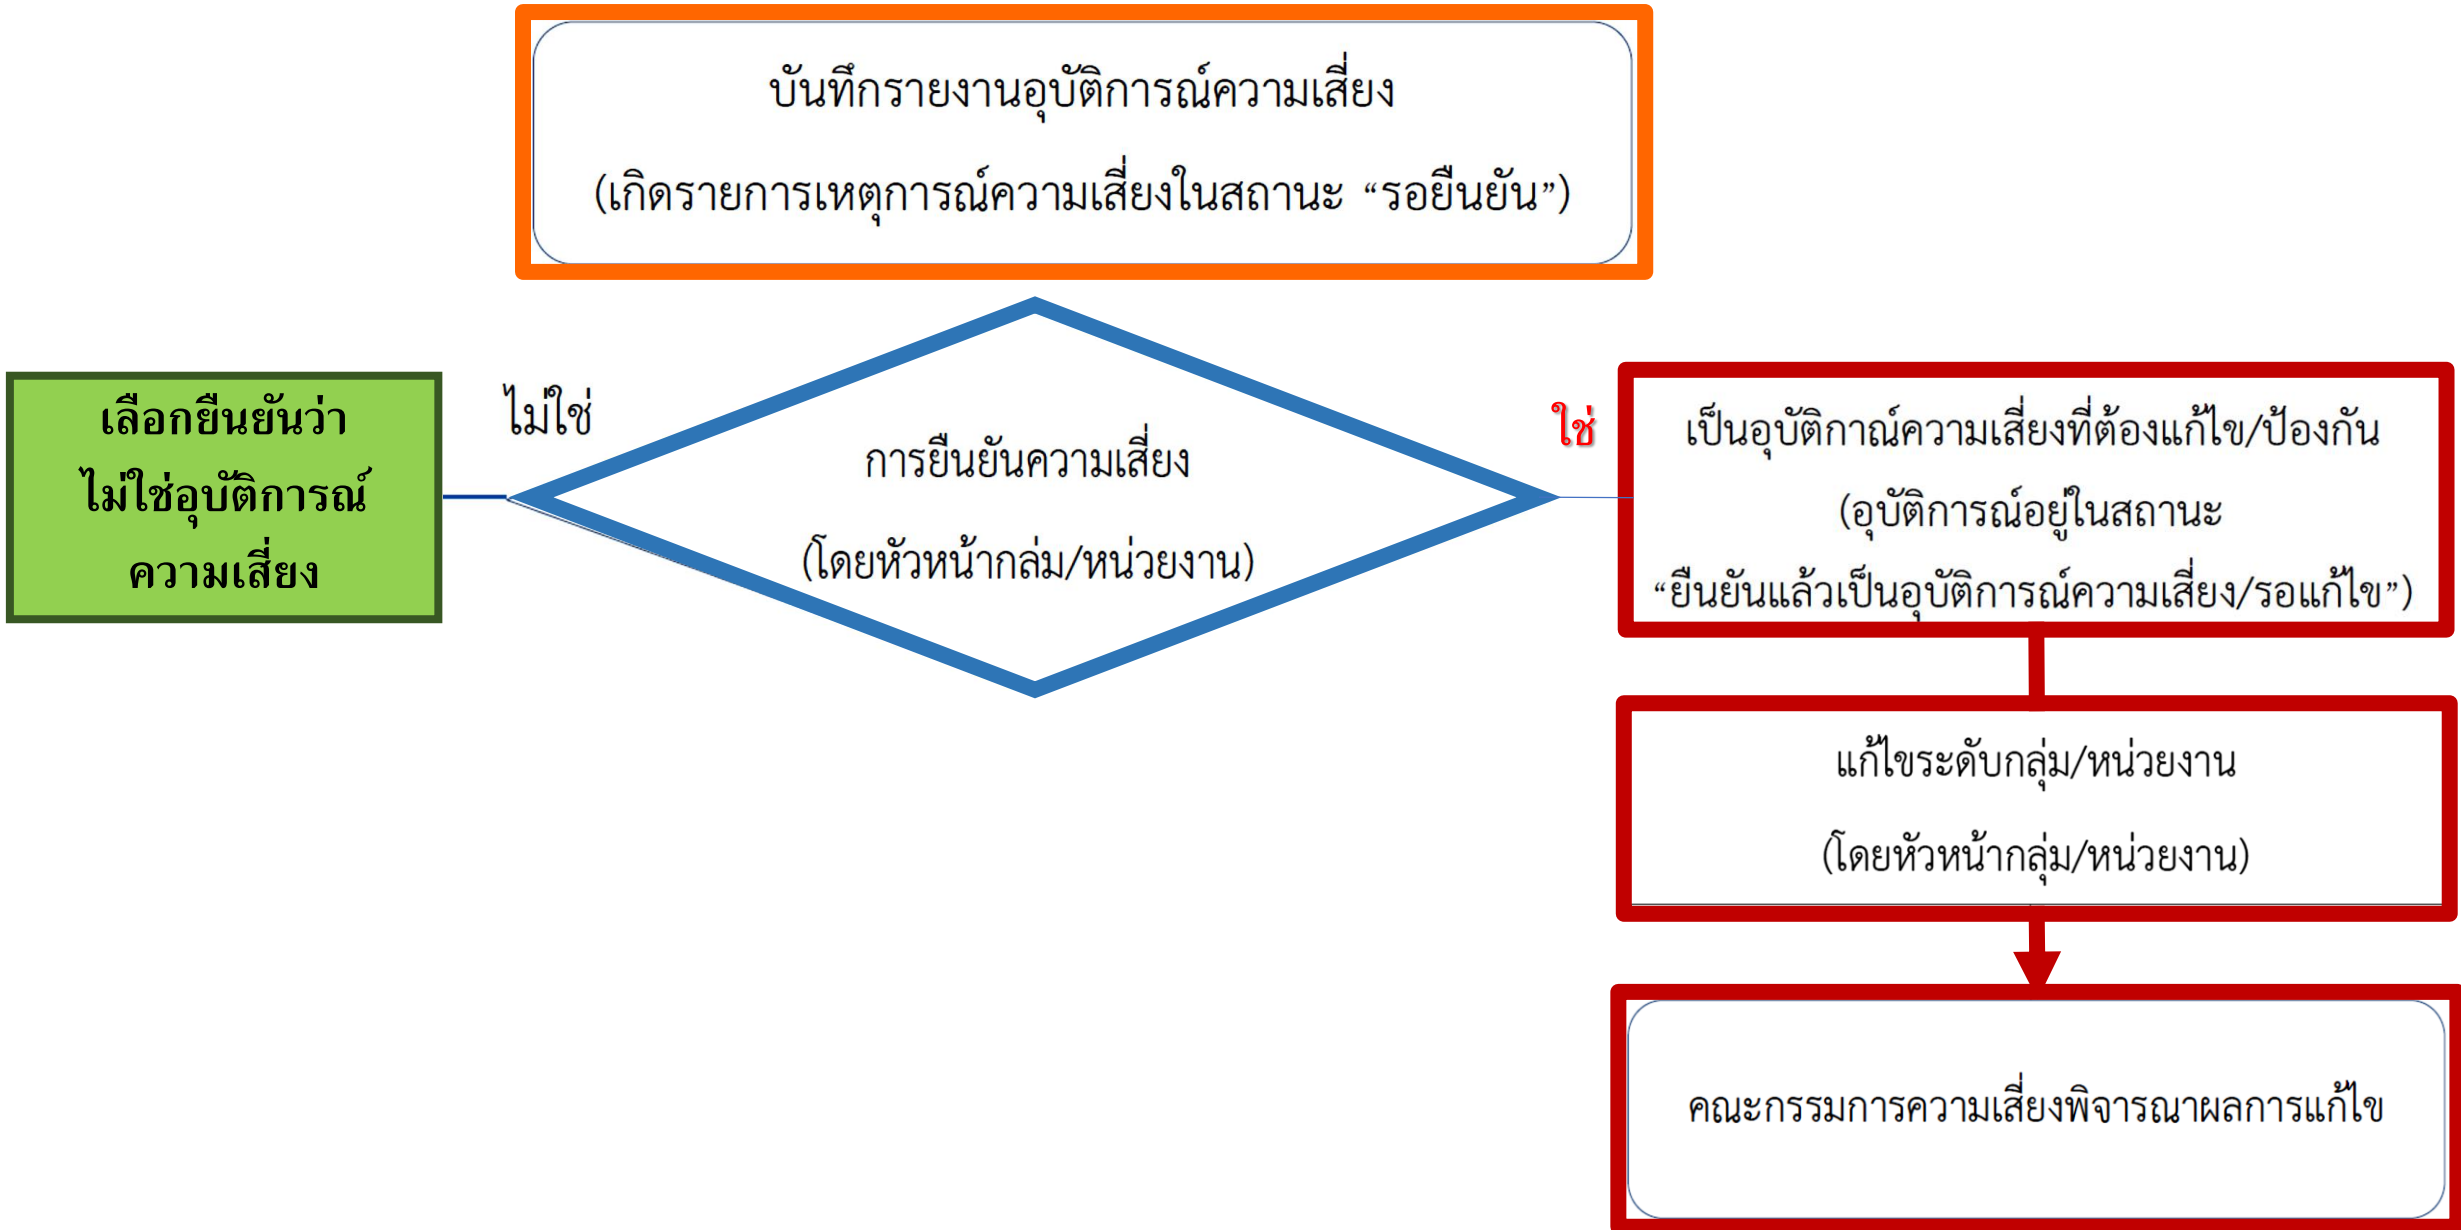 บันทึกรายงานอุบัติการณ์ความเสี่ยง
(เกิดรายการเหตุการณ์ความเสี่ยงในสถานะ “รอยืนยัน”)
เลือกยืนยันว่า
ไม่ใช่อุบัติการณ์
ความเสี่ยง
ไม่ใช่
การยืนยันความเสี่ยง
(โดยหัวหน้ากล่ม/หน่วยงาน)
ใช่
เป็นอุบัติกาณ์ความเสี่ยงที่ต้องแก้ไข/ป้องกัน
(อุบัติการณ์อยู่ในสถานะ
“ยืนยันแล้วเป็นอุบัติการณ์ความเสี่ยง/รอแก้ไข”)
แก้ไขระดับกลุ่ม/หน่วยงาน
(โดยหัวหน้ากลุ่ม/หน่วยงาน)
คณะกรรมการความเสี่ยงพิจารณาผลการแก้ไข